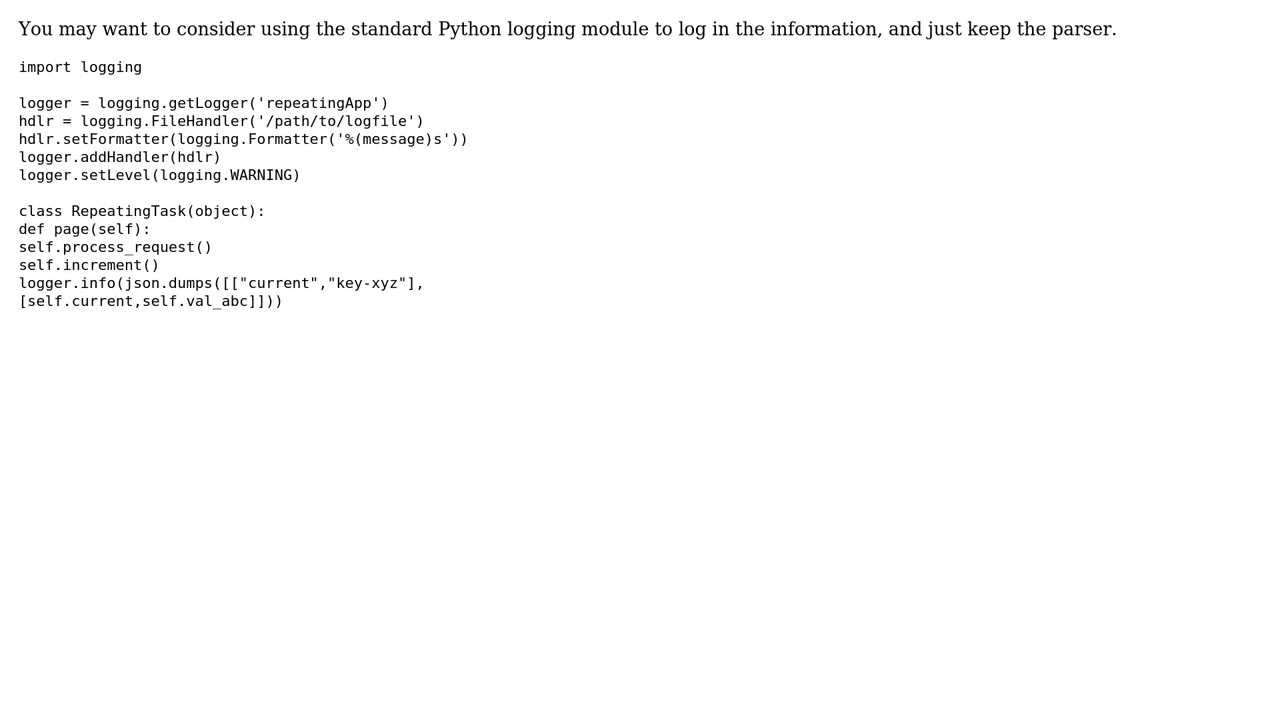 You may want to consider using the standard Python logging module to log in the information, and just keep the parser.
import logging
logger = logging.getLogger('repeatingApp')
hdlr = logging.FileHandler('/path/to/logfile')
hdlr.setFormatter(logging.Formatter('%(message)s'))
logger.addHandler(hdlr)
logger.setLevel(logging.WARNING)
class RepeatingTask(object):
def page(self):
self.process_request()
self.increment()
logger.info(json.dumps([["current","key-xyz"],
[self.current,self.val_abc]]))